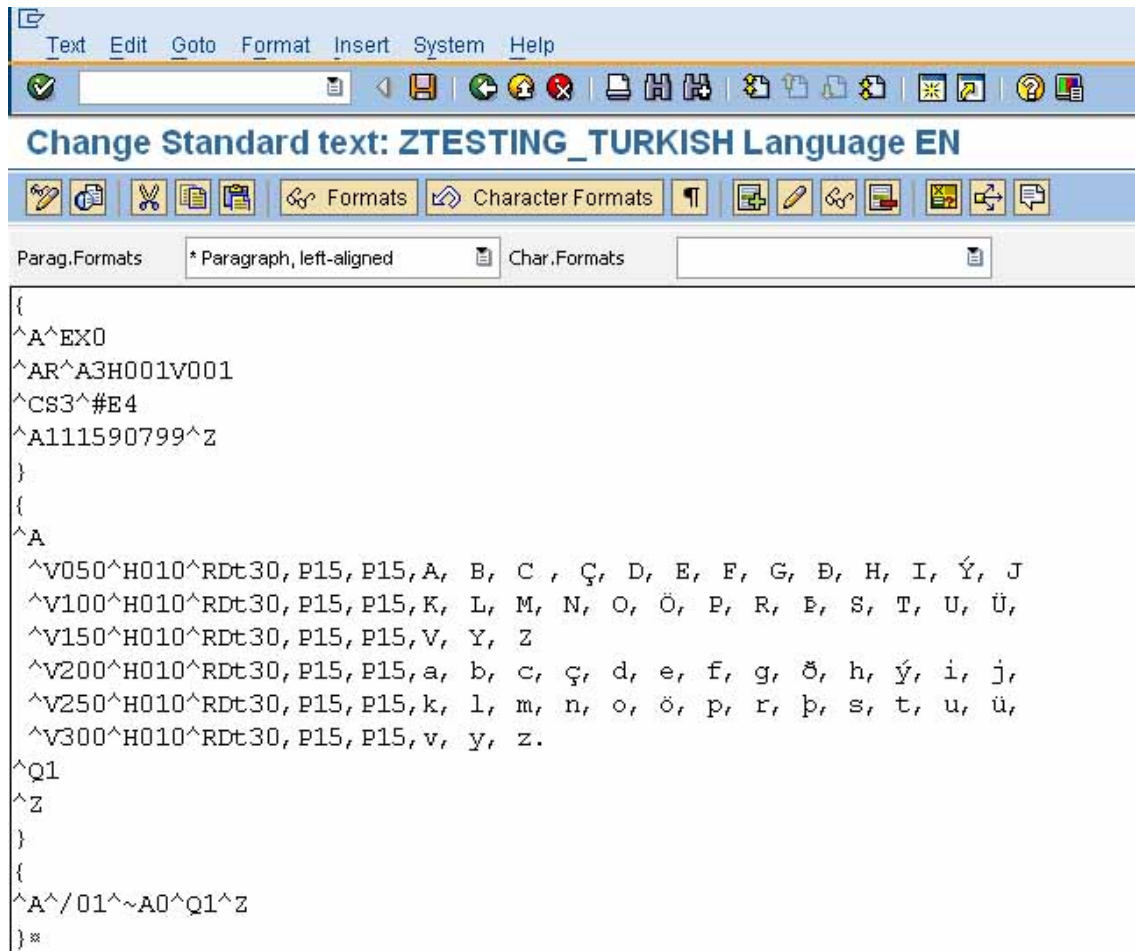 Text Edit Goto Format Insert System Help
Change Standard text: ZTESTING_TURKISH Language EN
Formats Character Formats
Parag.Formats * Paragraph, left-aligned Char.Formats
{
^A^EX0
^AR^A3H001V001
^CS3^#E4
^A111590799^Z
}
{
^A
^V050^H010^RDt30,P15,P15,A, B, C , Ç, D, E, F, G, Ð, H, I, Ý, J
^V100^H010^RDt30,P15,P15,K, L, M, N, O, Ö, P, R, Þ, S, T, U, Ü,
^V150^H010^RDt30,P15,P15,V, Y, Z
^V200^H010^RDt30,P15,P15,a, b, c, ç, d, e, f, g, ð, h, ý, i, j,
^V250^H010^RDt30,P15,P15,k, l, m, n, o, ö, p, r, þ, s, t, u, ü,
^V300^H010^RDt30,P15,P15,v, y, z.
^Q1
^Z
}
{
^A^/01^~A0^Q1^Z
}¤